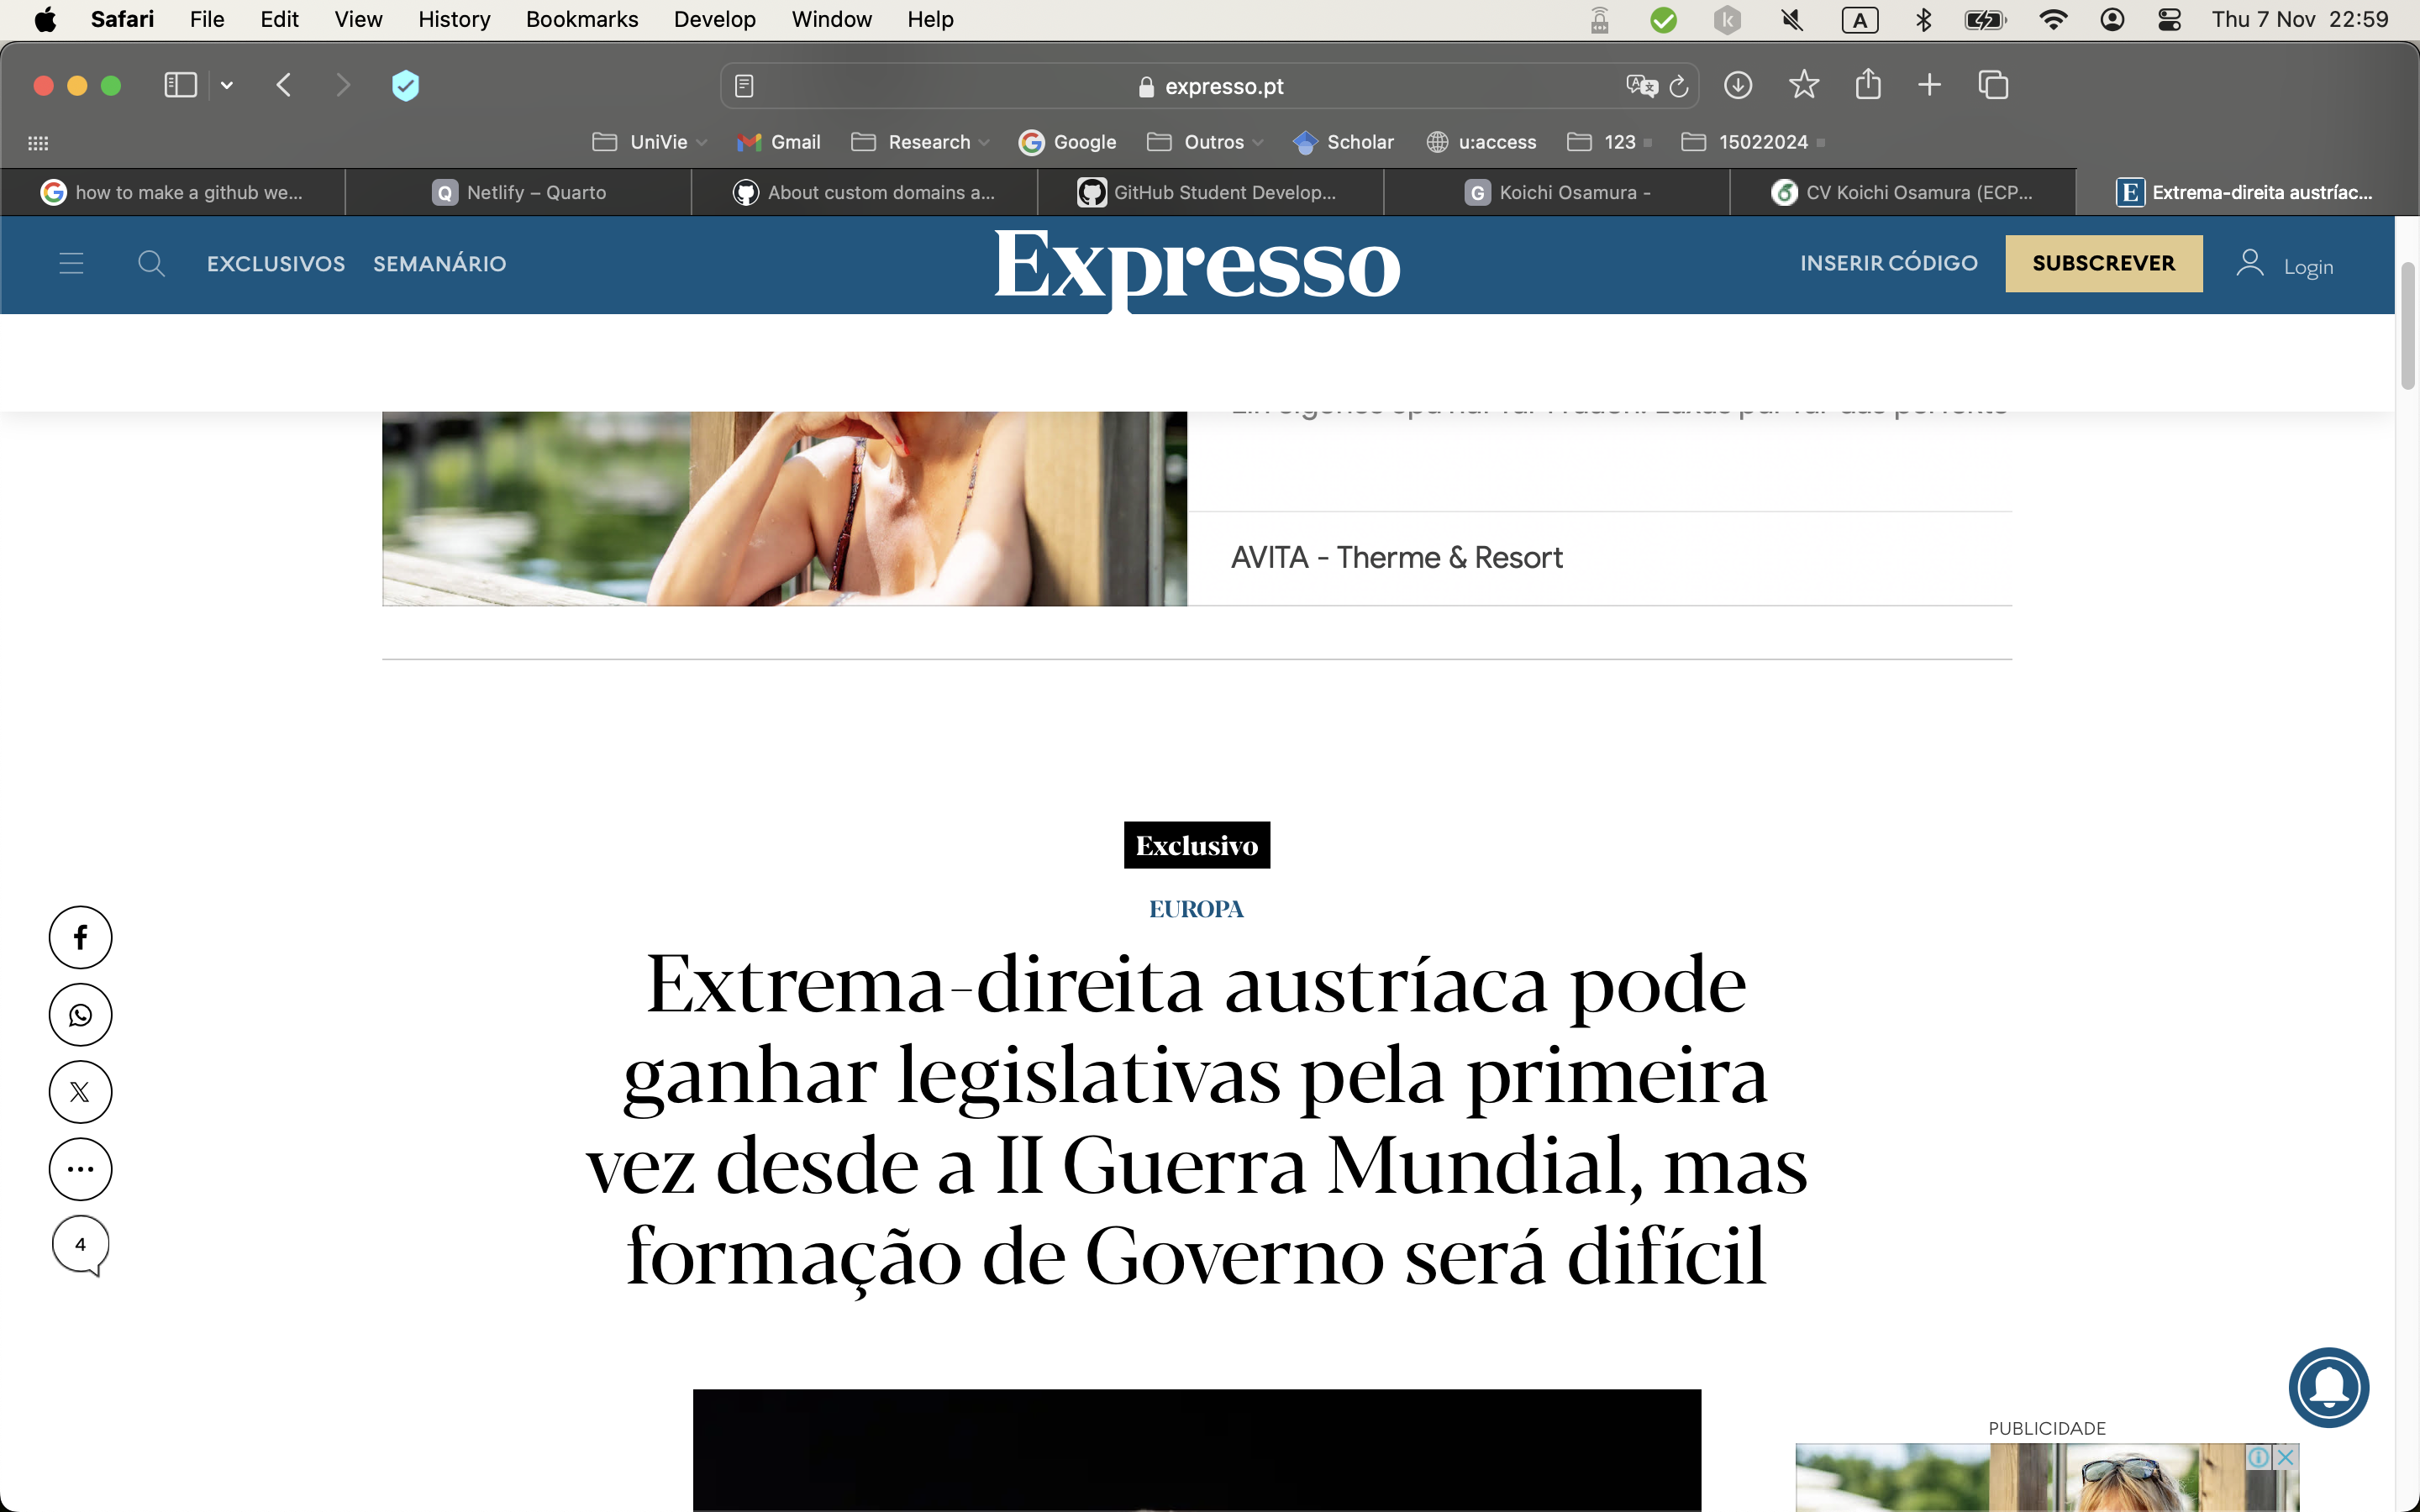 Safari File Edit View History Bookmarks Develop Window Help
A
Thu 7 Nov 22:59
expresso.pt
UniVie Gmail Research Google Outros Scholar u:access 123 15022024
how to make a github we...
Netlify – Quarto
About custom domains a...
GitHub Student Develop...
Koichi Osamura -
CV Koichi Osamura (ECP...
Extrema-direita austríac...
EXCLUSIVOS SEMANÁRIO
Expresso
INSERIR CÓDIGO
SUBSCREVER
Login
AVITA - Therme & Resort
Exclusivo
EUROPA
Extrema-direita austríaca pode
ganhar legislativas pela primeira
vez desde a II Guerra Mundial, mas
formação de Governo será difícil
4
PUBLICIDADE